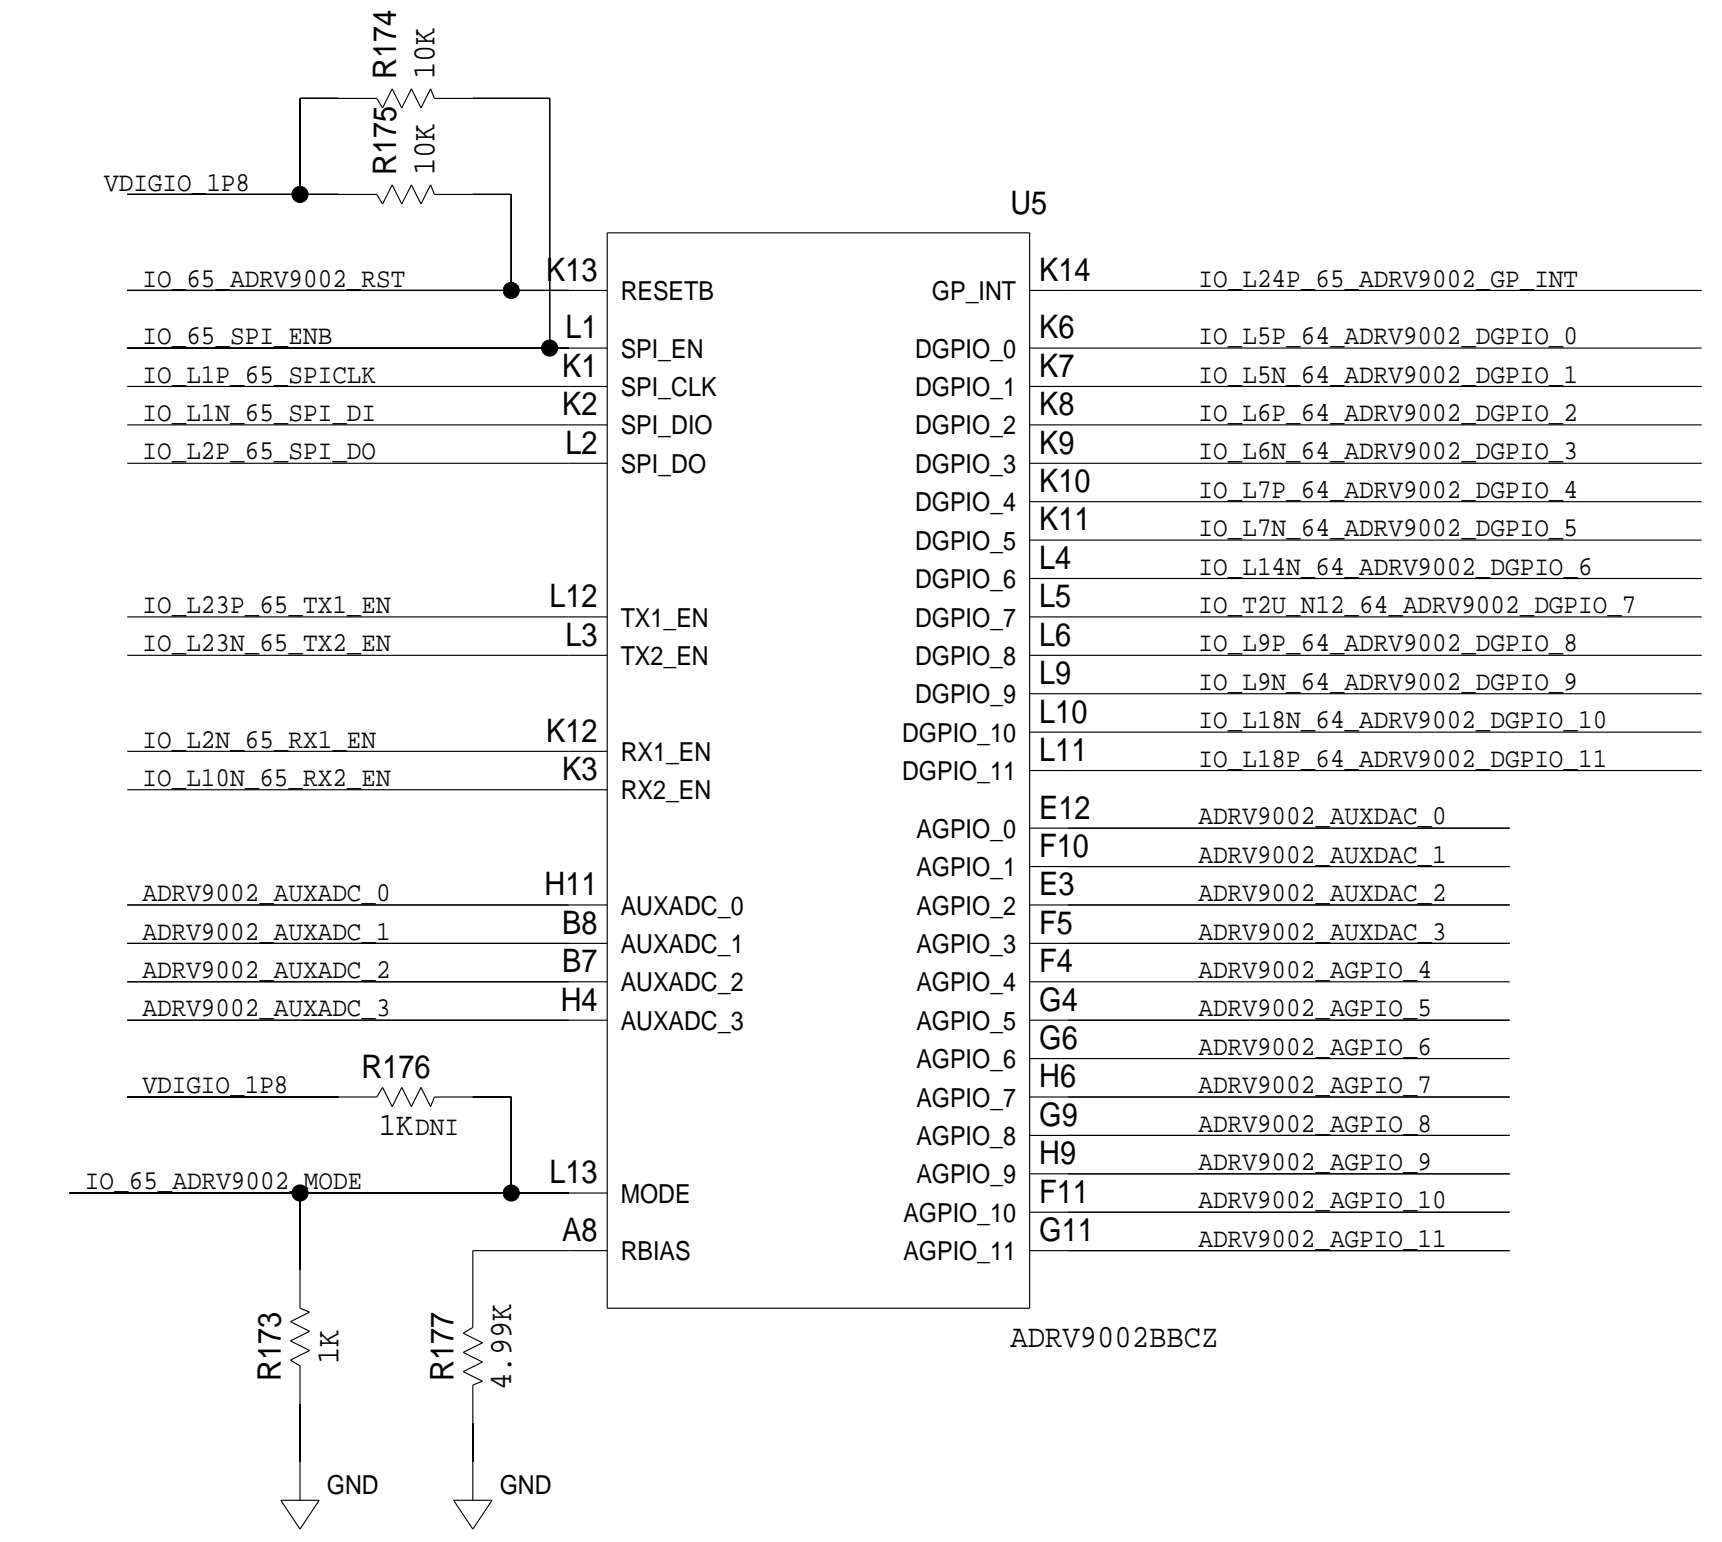 R174
10K
R175
10K
VDIGIO_1P8
U5
IO_65_ADRV9002_RST
K13
RESETB
IO_65_SPI_ENB
L1
SPI_EN
IO_L1P_65_SPICLK
K1
SPI_CLK
IO_L1N_65_SPI_DI
K2
SPI_DIO
IO_L2P_65_SPI_DO
L2
SPI_DO
IO_L23P_65_TX1_EN
L12
TX1_EN
IO_L23N_65_TX2_EN
L3
TX2_EN
IO_L2N_65_RX1_EN
K12
RX1_EN
IO_L10N_65_RX2_EN
K3
RX2_EN
ADRV9002_AUXADC_0
H11
AUXADC_0
ADRV9002_AUXADC_1
B8
AUXADC_1
ADRV9002_AUXADC_2
B7
AUXADC_2
ADRV9002_AUXADC_3
H4
AUXADC_3
VDIGIO_1P8
R176
1KDNI
IO_65_ADRV9002_MODE
L13
MODE
A8
RBIAS
R173
1K
R177
4.99K
GND
GND
GP_INT
K14
IO_L24P_65_ADRV9002_GP_INT
DGPIO_0
K6
IO_L5P_64_ADRV9002_DGPIO_0
DGPIO_1
K7
IO_L5N_64_ADRV9002_DGPIO_1
DGPIO_2
K8
IO_L6P_64_ADRV9002_DGPIO_2
DGPIO_3
K9
IO_L6N_64_ADRV9002_DGPIO_3
DGPIO_4
K10
IO_L7P_64_ADRV9002_DGPIO_4
DGPIO_5
K11
IO_L7N_64_ADRV9002_DGPIO_5
DGPIO_6
L4
IO_L14N_64_ADRV9002_DGPIO_6
DGPIO_7
L5
IO_T2U_N12_64_ADRV9002_DGPIO_7
DGPIO_8
L6
IO_L9P_64_ADRV9002_DGPIO_8
DGPIO_9
L9
IO_L9N_64_ADRV9002_DGPIO_9
DGPIO_10
L10
IO_L18N_64_ADRV9002_DGPIO_10
DGPIO_11
L11
IO_L18P_64_ADRV9002_DGPIO_11
AGPIO_0
E12
ADRV9002_AUXDAC_0
AGPIO_1
F10
ADRV9002_AUXDAC_1
AGPIO_2
E3
ADRV9002_AUXDAC_2
AGPIO_3
F5
ADRV9002_AUXDAC_3
AGPIO_4
F4
ADRV9002_AGPIO_4
AGPIO_5
G4
ADRV9002_AGPIO_5
AGPIO_6
G6
ADRV9002_AGPIO_6
AGPIO_7
H6
ADRV9002_AGPIO_7
AGPIO_8
G9
ADRV9002_AGPIO_8
AGPIO_9
H9
ADRV9002_AGPIO_9
AGPIO_10
F11
ADRV9002_AGPIO_10
AGPIO_11
G11
ADRV9002_AGPIO_11
ADRV9002BBCZ